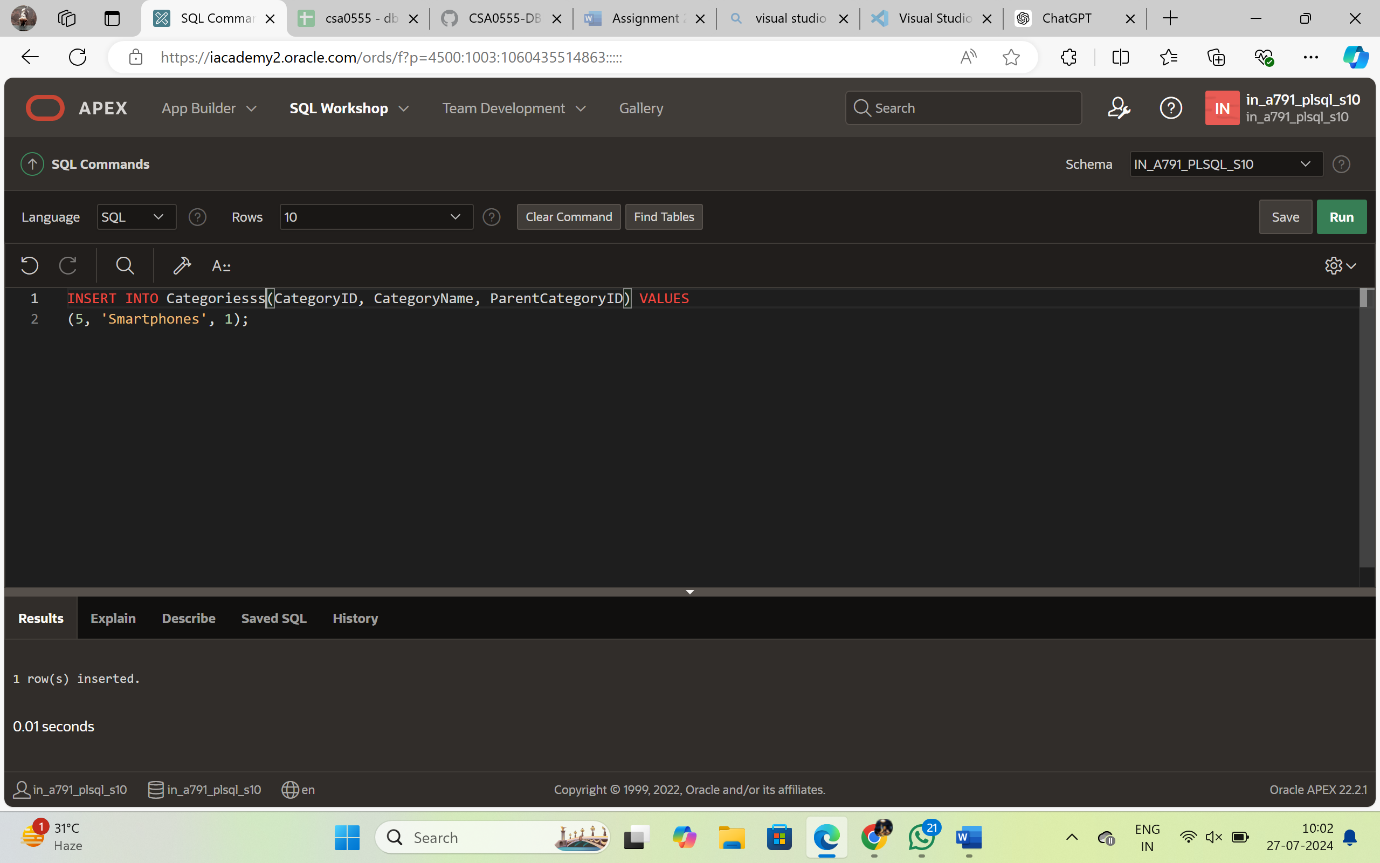 SQL Comma
csa0555 - db
CSA0555-DB
Assignment
visual studio
Visual Studio
ChatGPT
https://iacademy2.oracle.com/ords/f?p=4500:1003:1060435514863:::::
APEX
App Builder
SQL Workshop
Team Development
Gallery
Search
IN
in_a791_plsql_s10
in_a791_plsql_s10
SQL Commands
Schema
IN_A791_PLSQL_S10
Language
SQL
Rows
10
Clear Command
Find Tables
Save
Run
1 INSERT INTO Categoriesss(CategoryID, CategoryName, ParentCategoryID) VALUES
2 (5, 'Smartphones', 1);
Results
Explain
Describe
Saved SQL
History
1 row(s) inserted.
0.01 seconds
in_a791_plsql_s10
in_a791_plsql_s10
en
Copyright © 1999, 2022, Oracle and/or its affiliates.
Oracle APEX 22.2.1
1
31°C
Haze
Search
21
ENG
IN
10:02
27-07-2024